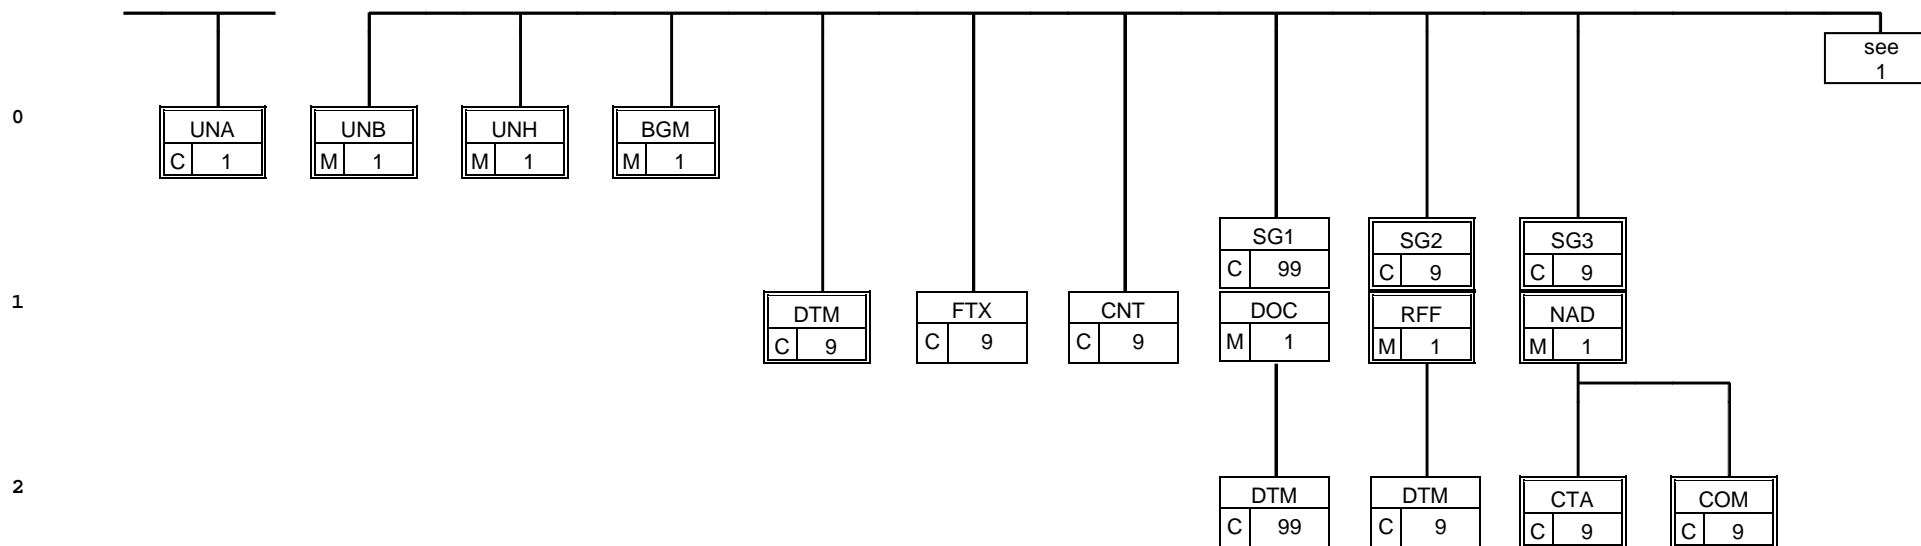 see
1
0
UNA
C 1
UNB
M 1
UNH
M 1
BGM
M 1
SG1
C 99
SG2
C 9
SG3
C 9
1
DTM
C 9
FTX
C 9
CNT
C 9
DOC
M 1
RFF
M 1
NAD
M 1
2
DTM
C 99
DTM
C 9
CTA
C 9
COM
C 9